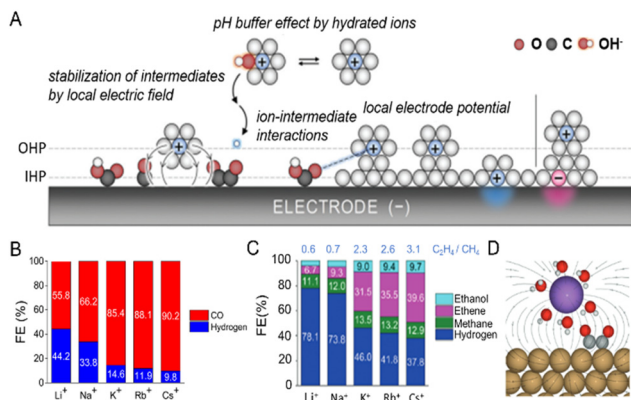 A
pH buffer effect by hydrated ions
O C OH-
stabilization of intermediates
by local electric field
ion-intermediate
interactions
local electrode potential
OHP
IHP
ELECTRODE (−)
B
FE(%)
100
80
60
40
20
0
55.8 66.2 85.4 88.1 90.2
44.2 33.8 14.6 11.9 9.8
CO
Hydrogen
Li+ Na+ K+ Rb+ Cs+
C
0.6 0.7 2.3 2.6 3.1 C2H4 / CH4
FE(%)
100
80
60
40
20
0
9.0 9.4 9.7
6.7 9.3 31.5 35.5 39.6
11.1 12.0 13.5 13.2 12.9
78.1 73.8 46.0 41.8 37.8
Ethanol
Ethene
Methane
Hydrogen
Li+ Na+ K+ Rb+ Cs+
D